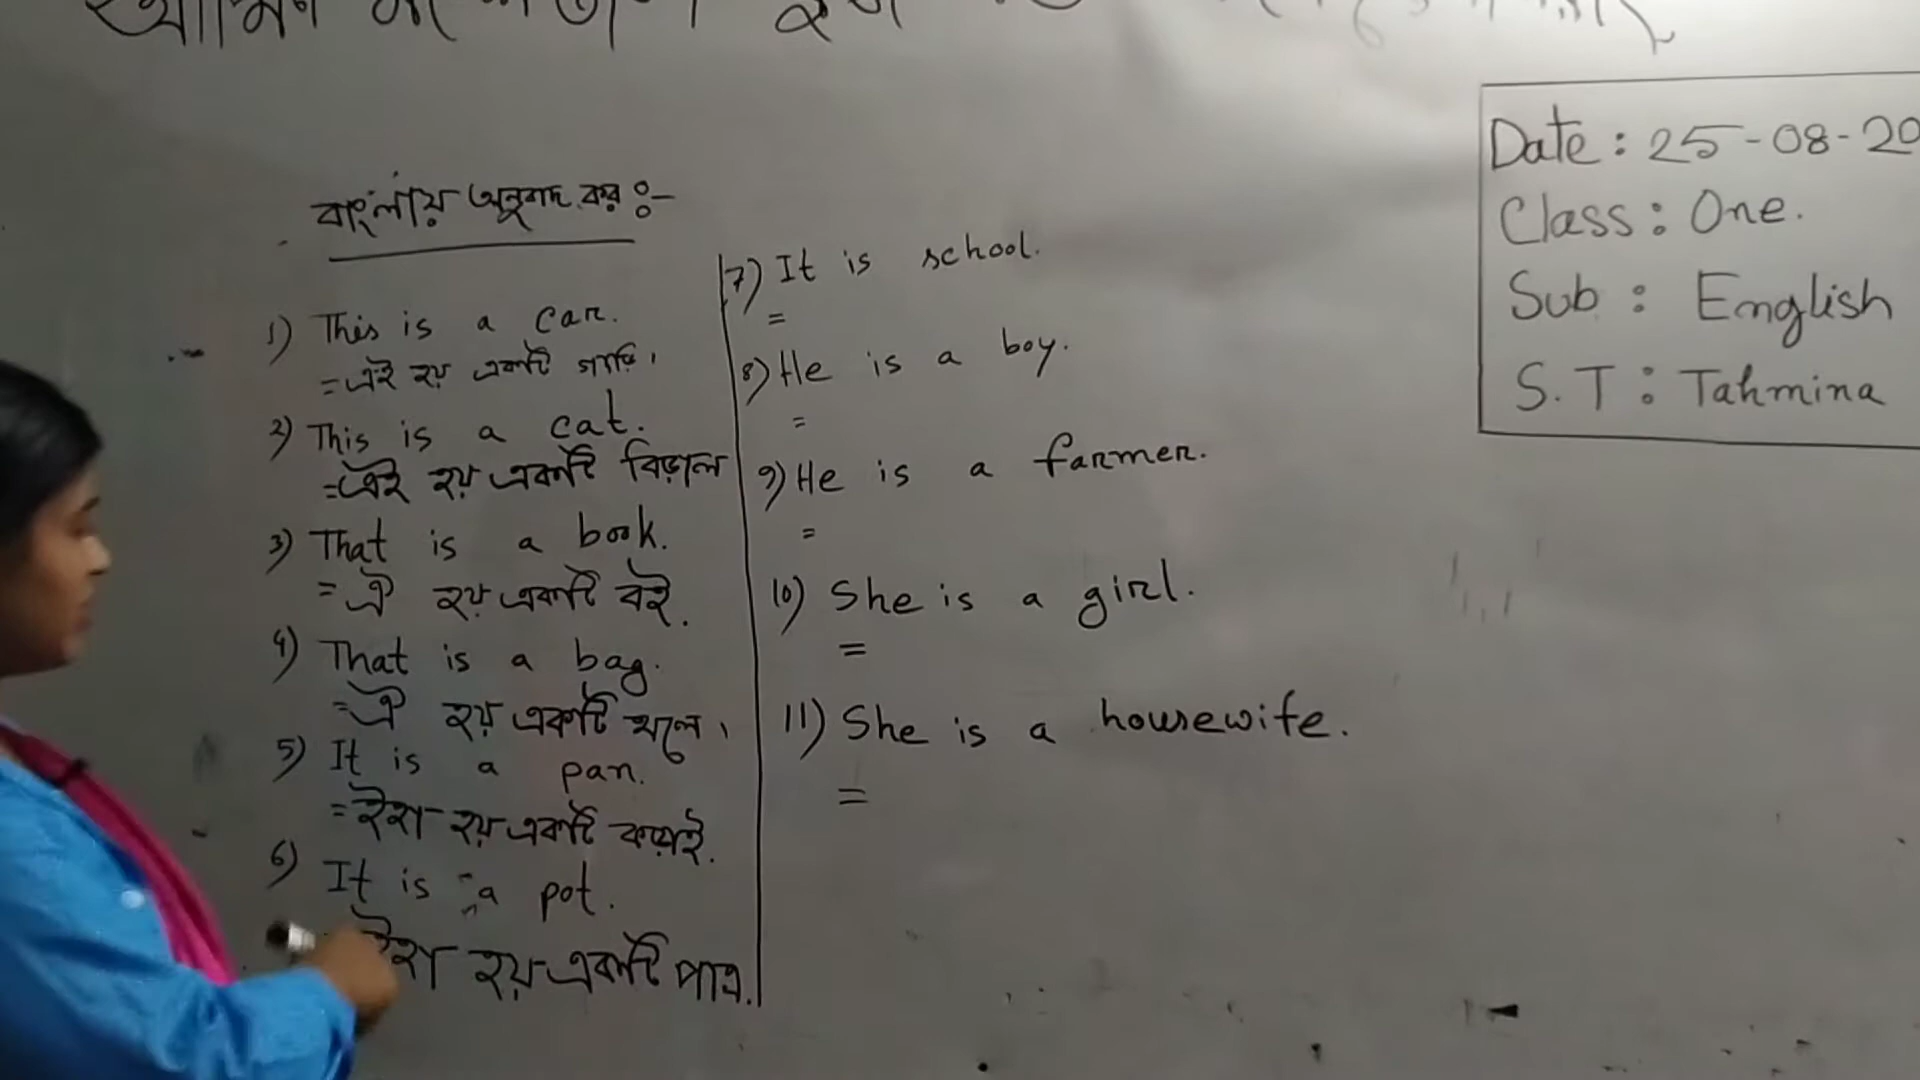 বাংলায় অনুবাদ কর :-
1) This is a car.
= এই হয় একটি গাড়ি।
2) This is a cat.
= এই হয় একটি বিড়াল
3) That is a book.
= ঐ হয় একটি বই.
4) That is a bag.
= ঐ হয় একটি থলে।
5) It is a pan.
= ইহা হয় একটি কড়াই.
6) It is a pot.
ইহা হয় একটি পাত্র.
7) It is school.
=
8) He is a boy.
=
9) He is a farmer.
=
10) She is a girl.
=
11) She is a housewife.
=
Date : 25-08-20
Class : One.
Sub : English
S. T : Tahmina